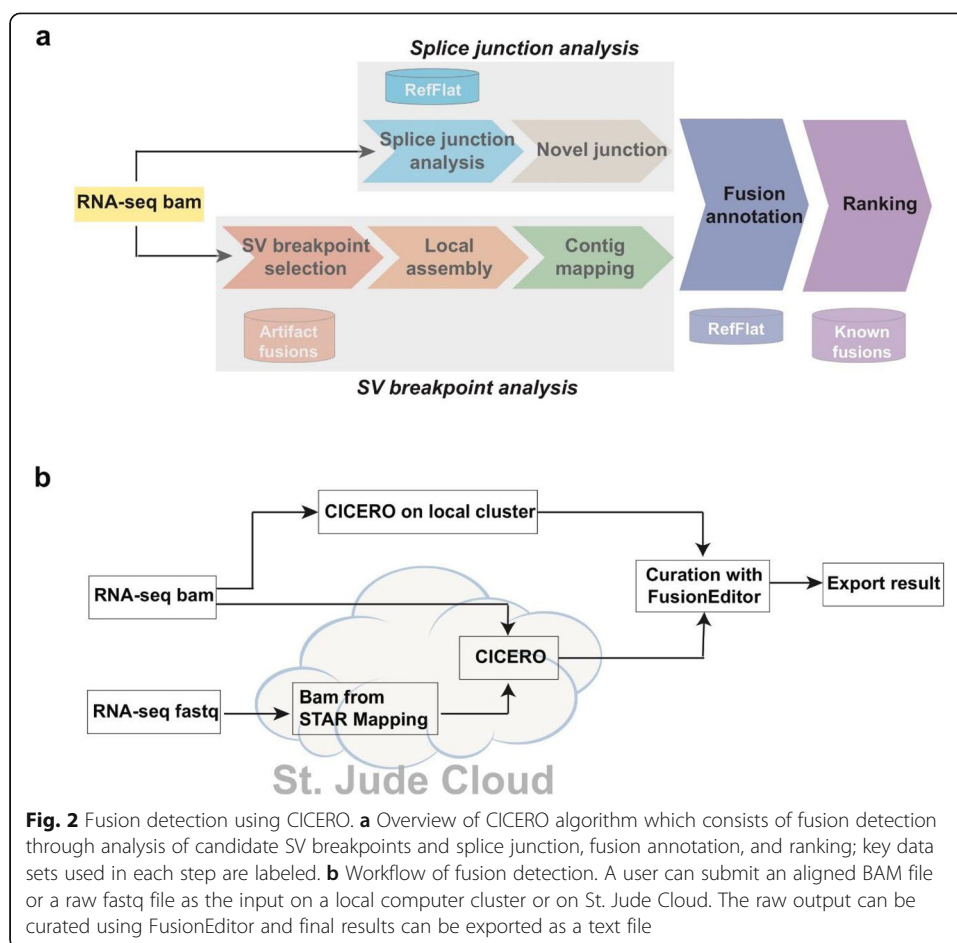 a
Splice junction analysis
RefFlat
Splice junction
analysis
Novel junction
RNA-seq bam
Fusion
annotation
Ranking
SV breakpoint
selection
Local
assembly
Contig
mapping
Artifact
fusions
RefFlat
Known
fusions
SV breakpoint analysis
b
CICERO on local cluster
RNA-seq bam
Curation with
FusionEditor
Export result
CICERO
RNA-seq fastq
Bam from
STAR Mapping
St. Jude Cloud
Fig. 2 Fusion detection using CICERO. a Overview of CICERO algorithm which consists of fusion detection
through analysis of candidate SV breakpoints and splice junction, fusion annotation, and ranking; key data
sets used in each step are labeled. b Workflow of fusion detection. A user can submit an aligned BAM file
or a raw fastq file as the input on a local computer cluster or on St. Jude Cloud. The raw output can be
curated using FusionEditor and final results can be exported as a text file